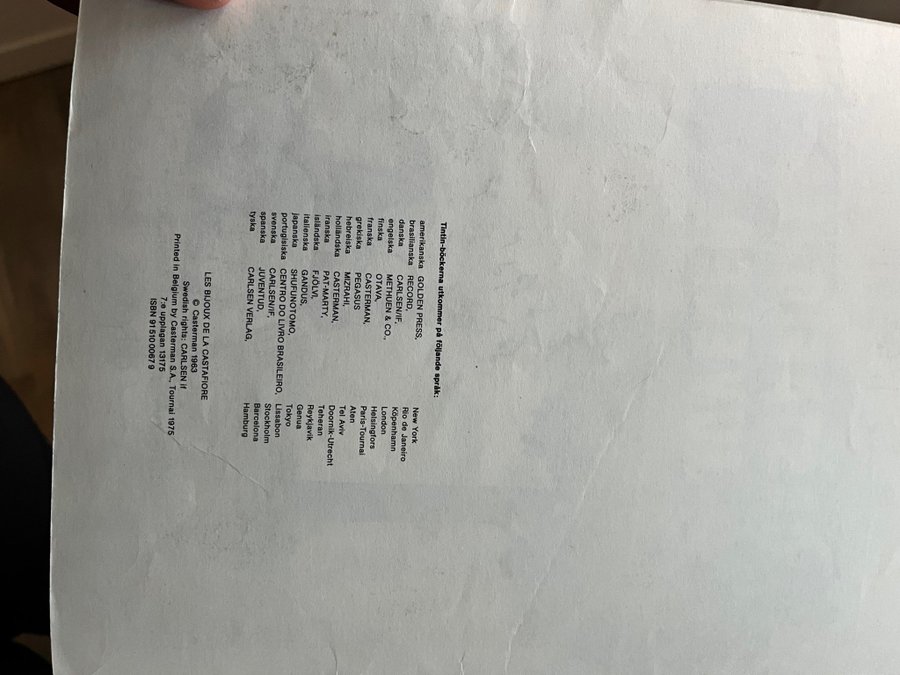 Tintin-böckerna utkommer på följande språk:
amerikanska GOLDEN PRESS, New York
brasilianska RECORD, Rio de Janeiro
danska CARLSEN/IF, Köpenhamn
engelska METHUEN & CO., London
finska OTAVA, Helsingfors
franska CASTERMAN, Paris-Tournai
grekiska PEGASUS Aten
hebreiska MIZRAHI, Tel Aviv
holländska CASTERMAN, Doornik-Utrecht
iranska PAT-MARTY, Teheran
isländska FJÖLVI, Reykjavik
italienska GANDUS, Genua
japanska SHUFUNOTOMO, Tokyo
portugisiska CENTRO DO LIVRO BRASILEIRO, Lissabon
svenska CARLSEN/IF, Stockholm
spanska JUVENTUD, Barcelona
tyska CARLSEN VERLAG, Hamburg
LES BIJOUX DE LA CASTAFIORE
© Casterman 1963
Swedish rights: CARLSEN if
Printed in Belgium by Casterman S.A., Tournai 1975
7:e upplagan 13175
ISBN 91 510 0067 9